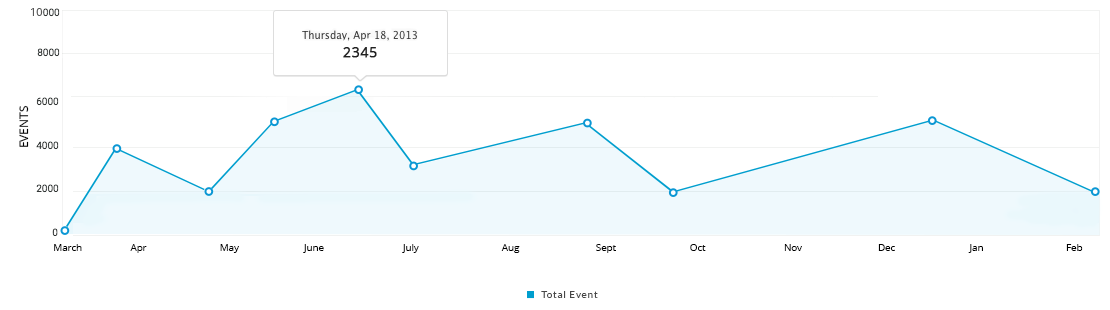 10000
8000
6000
4000
2000
0
EVENTS
Thursday, Apr 18, 2013
2345
March Apr May June July Aug Sept Oct Nov Dec Jan Feb
Total Event